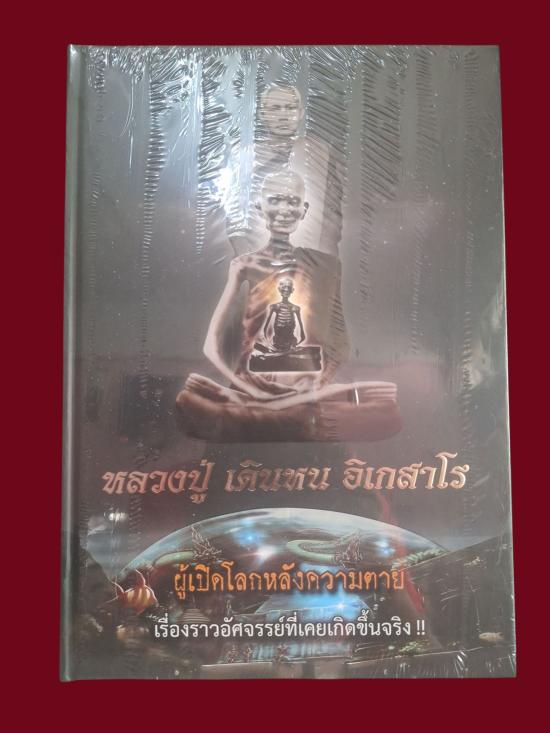 หลวงปู่ เดินหน อิเกสาโร
ผู้เปิดโลกหลังความตาย
เรื่องราวอัศจรรย์ที่เคยเกิดขึ้นจริง !!